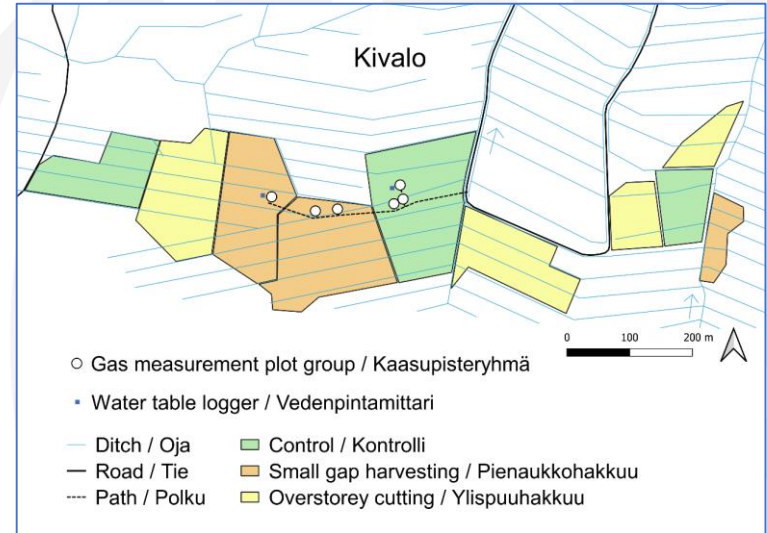 Kivalo
0 100 200 m
Gas measurement plot group / Kaasupisteryhmä
Water table logger / Vedenpintamittari
Ditch / Oja
Control / Kontrolli
Road / Tie
Small gap harvesting / Pienaukkohakkuu
Path / Polku
Overstorey cutting / Ylispuuhakkuu